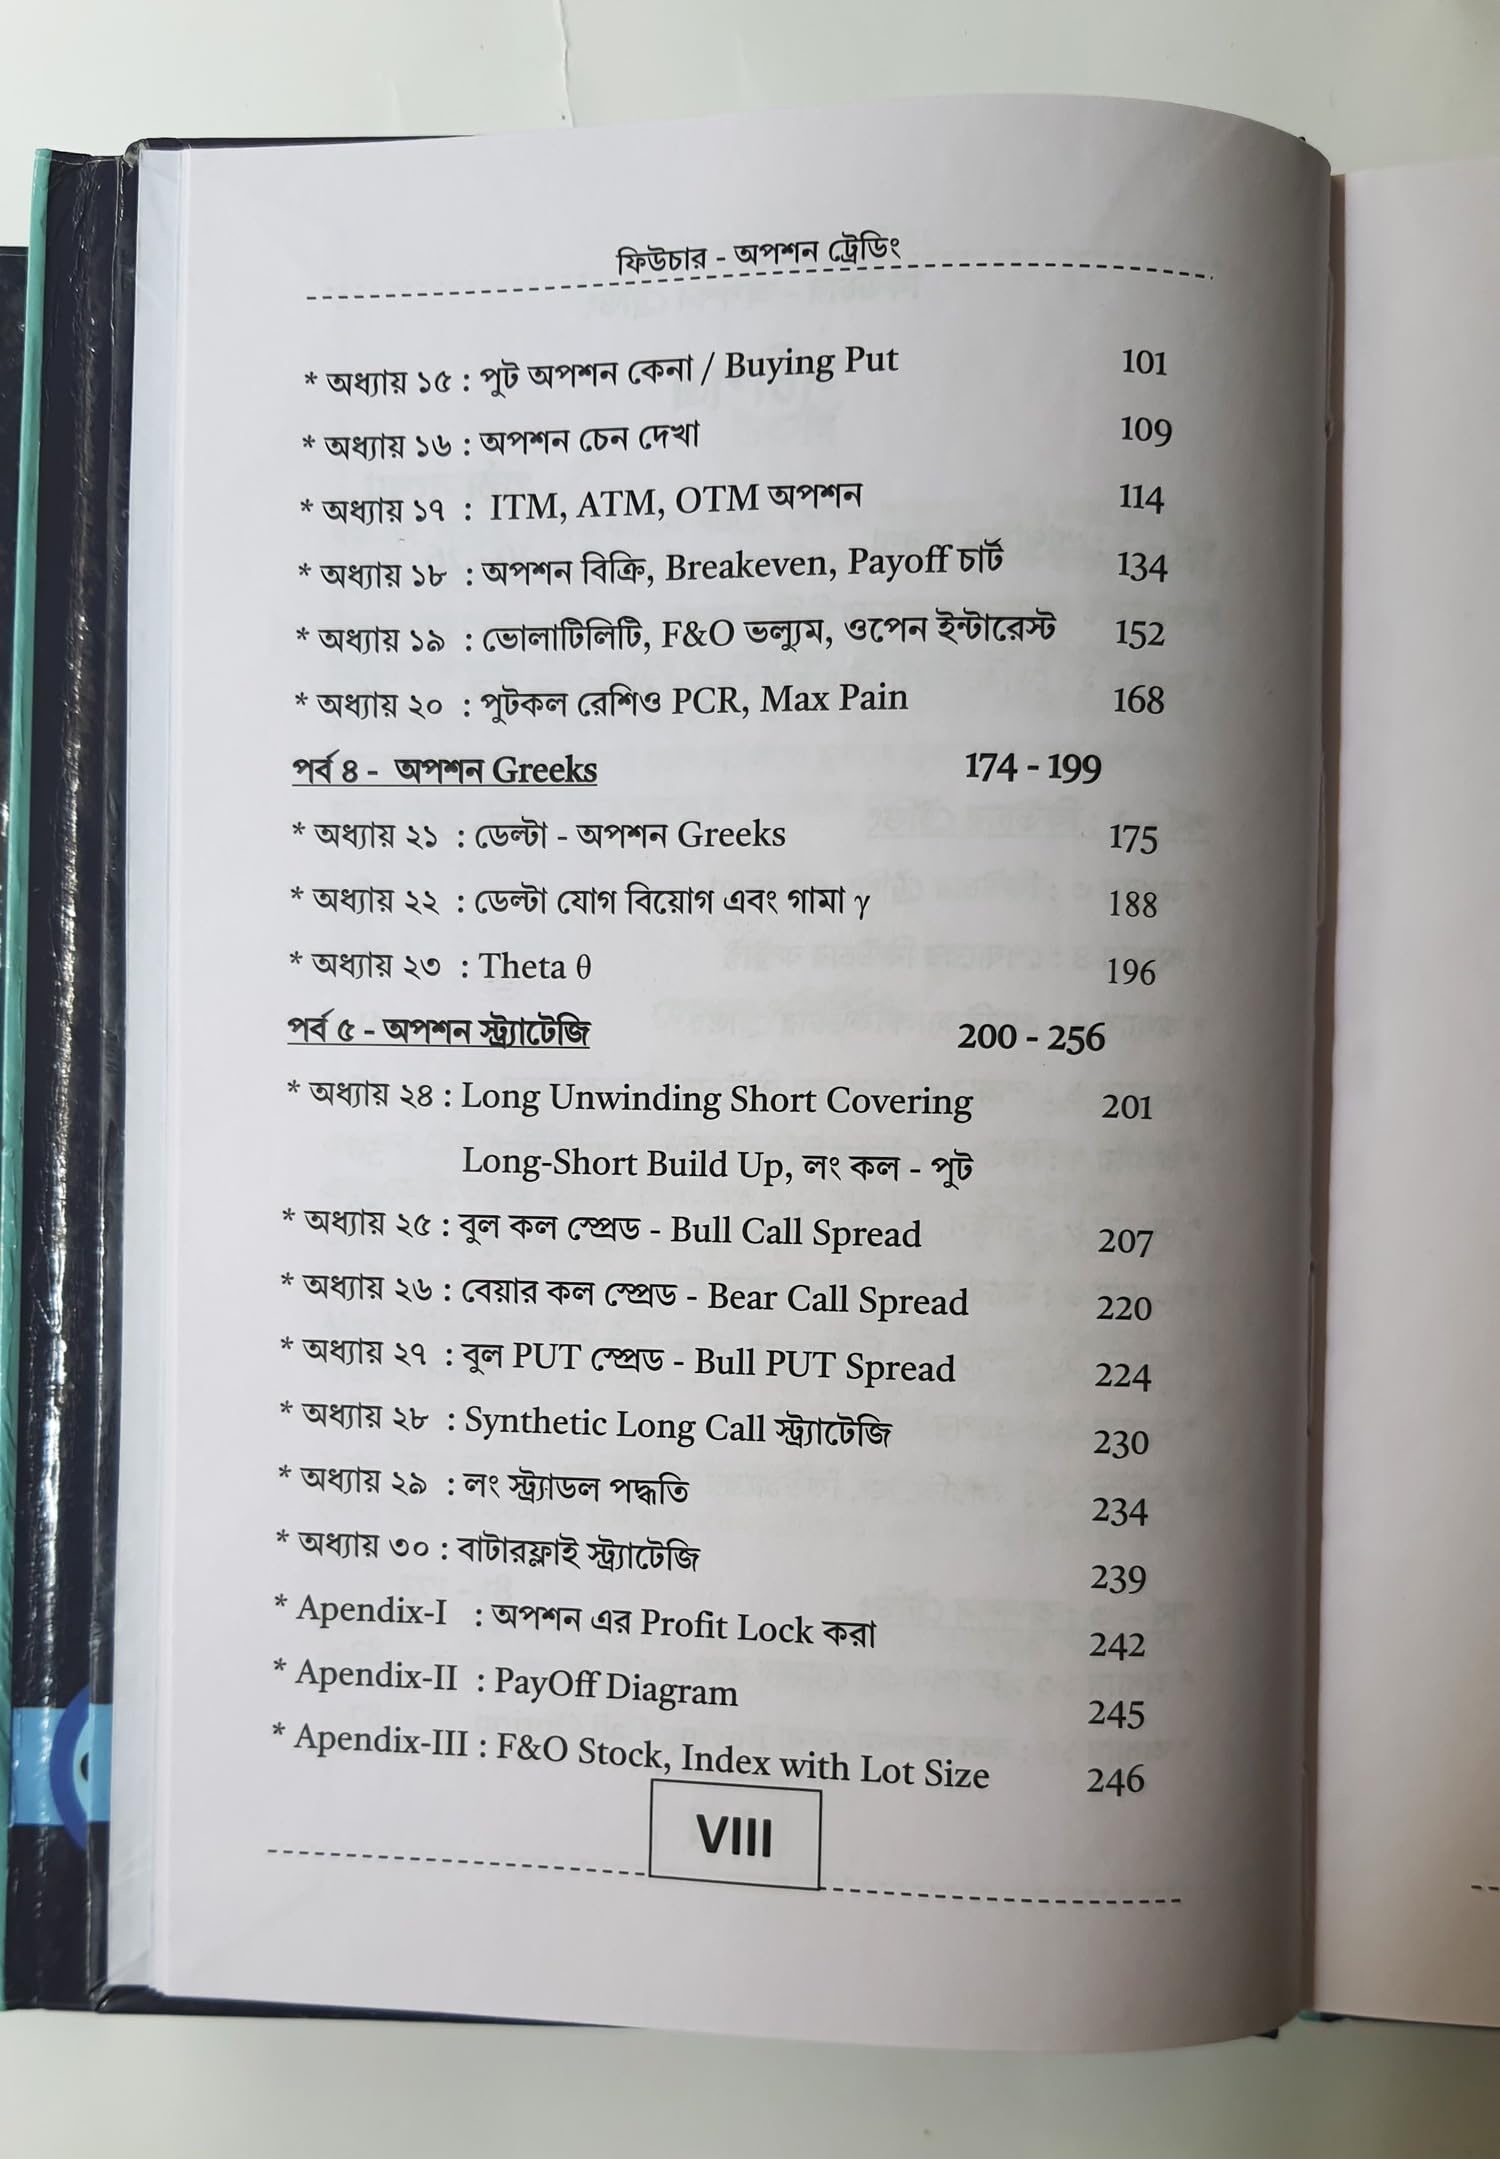 ফিউচার - অপশন ট্রেডিং
* অধ্যায় ১৫ : পুট অপশন কেনা / Buying Put 101
* অধ্যায় ১৬ : অপশন চেন দেখা 109
* অধ্যায় ১৭ : ITM, ATM, OTM অপশন 114
* অধ্যায় ১৮ : অপশন বিক্রি, Breakeven, Payoff চার্ট 134
* অধ্যায় ১৯ : ভোলাটিলিটি, F&O ভল্যুম, ওপেন ইন্টারেস্ট 152
* অধ্যায় ২০ : পুটকল রেশিও PCR, Max Pain 168
পর্ব ৪ - অপশন Greeks 174 - 199
* অধ্যায় ২১ : ডেল্টা - অপশন Greeks 175
* অধ্যায় ২২ : ডেল্টা যোগ বিয়োগ এবং গামা γ 188
* অধ্যায় ২৩ : Theta θ 196
পর্ব ৫ - অপশন স্ট্র্যাটেজি 200 - 256
* অধ্যায় ২৪ : Long Unwinding Short Covering 201
Long-Short Build Up, লং কল - পুট
* অধ্যায় ২৫ : বুল কল স্প্রেড - Bull Call Spread 207
* অধ্যায় ২৬ : বেয়ার কল স্প্রেড - Bear Call Spread 220
* অধ্যায় ২৭ : বুল PUT স্প্রেড - Bull PUT Spread 224
* অধ্যায় ২৮ : Synthetic Long Call স্ট্র্যাটেজি 230
* অধ্যায় ২৯ : লং স্ট্র্যাডল পদ্ধতি 234
* অধ্যায় ৩০ : বাটারফ্লাই স্ট্র্যাটেজি 239
* Apendix-I : অপশন এর Profit Lock করা 242
* Apendix-II : PayOff Diagram 245
* Apendix-III : F&O Stock, Index with Lot Size 246
VIII